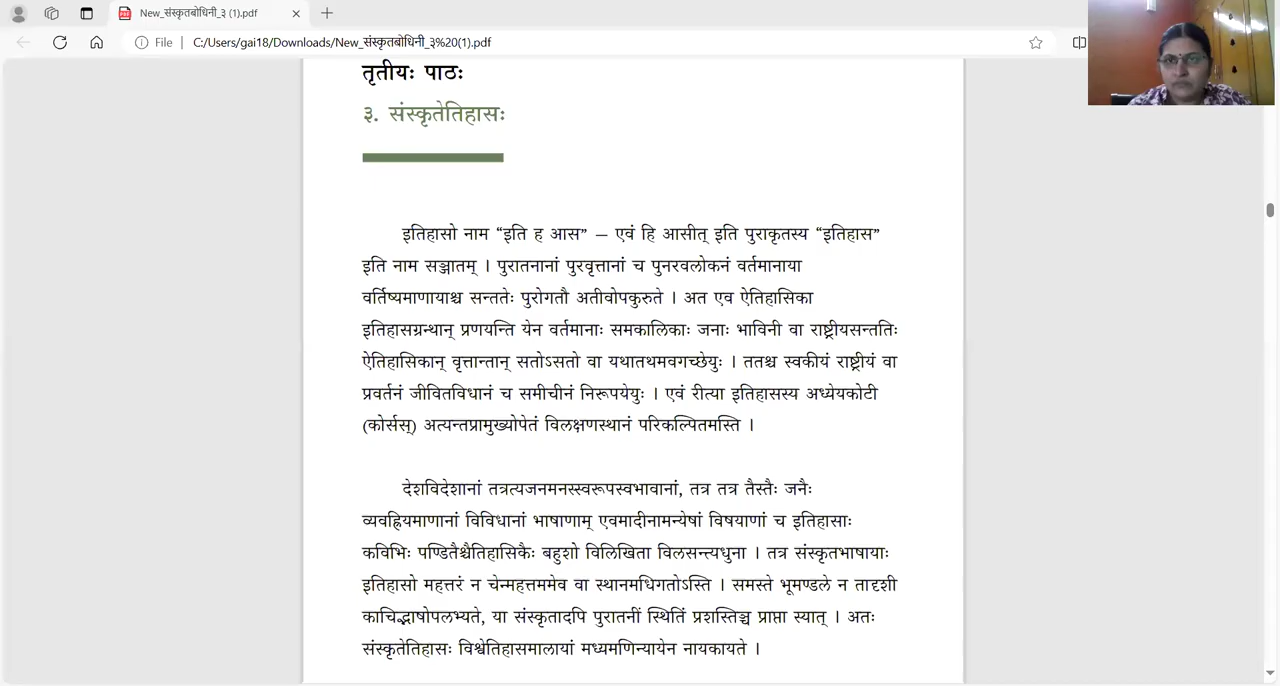 New_संस्कृतबोधिनी_३ (1).pdf
File | C:/Users/gai18/Downloads/New_संस्कृतबोधिनी_३%20(1).pdf
तृतीयः पाठः
३. संस्कृतेतिहासः
इतिहासो नाम “इति ह आस” – एवं हि आसीत् इति पुराकृतस्य “इतिहास”
इति नाम सञ्जातम् । पुरातनानां पुरवृत्तानां च पुनरवलोकनं वर्तमानाया
वर्तिष्यमाणायाश्च सन्ततेः पुरोगतौ अतीवोपकुरुते । अत एव ऐतिहासिका
इतिहासग्रन्थान् प्रणयन्ति येन वर्तमानाः समकालिकाः जनाः भाविनी वा राष्ट्रीयसन्ततिः
ऐतिहासिकान् वृत्तान्तान् सतोऽसतो वा यथातथमवगच्छेयुः । ततश्च स्वकीयं राष्ट्रीयं वा
प्रवर्तनं जीवितविधानं च समीचीनं निरूपयेयुः । एवं रीत्या इतिहासस्य अध्येयकोटी
(कोर्सस्) अत्यन्तप्रामुख्योपेतं विलक्षणस्थानं परिकल्पितमस्ति ।
देशविदेशानां तत्रत्यजनमनस्स्वरूपस्वभावानां, तत्र तत्र तैस्तैः जनैः
व्यवह्रियमाणानां विविधानां भाषाणाम् एवमादीनामन्येषां विषयाणां च इतिहासाः
कविभिः पण्डितैश्चैतिहासिकैः बहुशो विलिखिता विलसन्त्यधुना । तत्र संस्कृतभाषायाः
इतिहासो महत्तरं न चेन्महत्तममेव वा स्थानमधिगतोऽस्ति । समस्ते भूमण्डले न तादृशी
काचिद्भाषोपलभ्यते, या संस्कृतादपि पुरातनीं स्थितिं प्रशस्तिञ्च प्राप्ता स्यात् । अतः
संस्कृतेतिहासः विश्वेतिहासमालायां मध्यमणिन्यायेन नायकायते ।